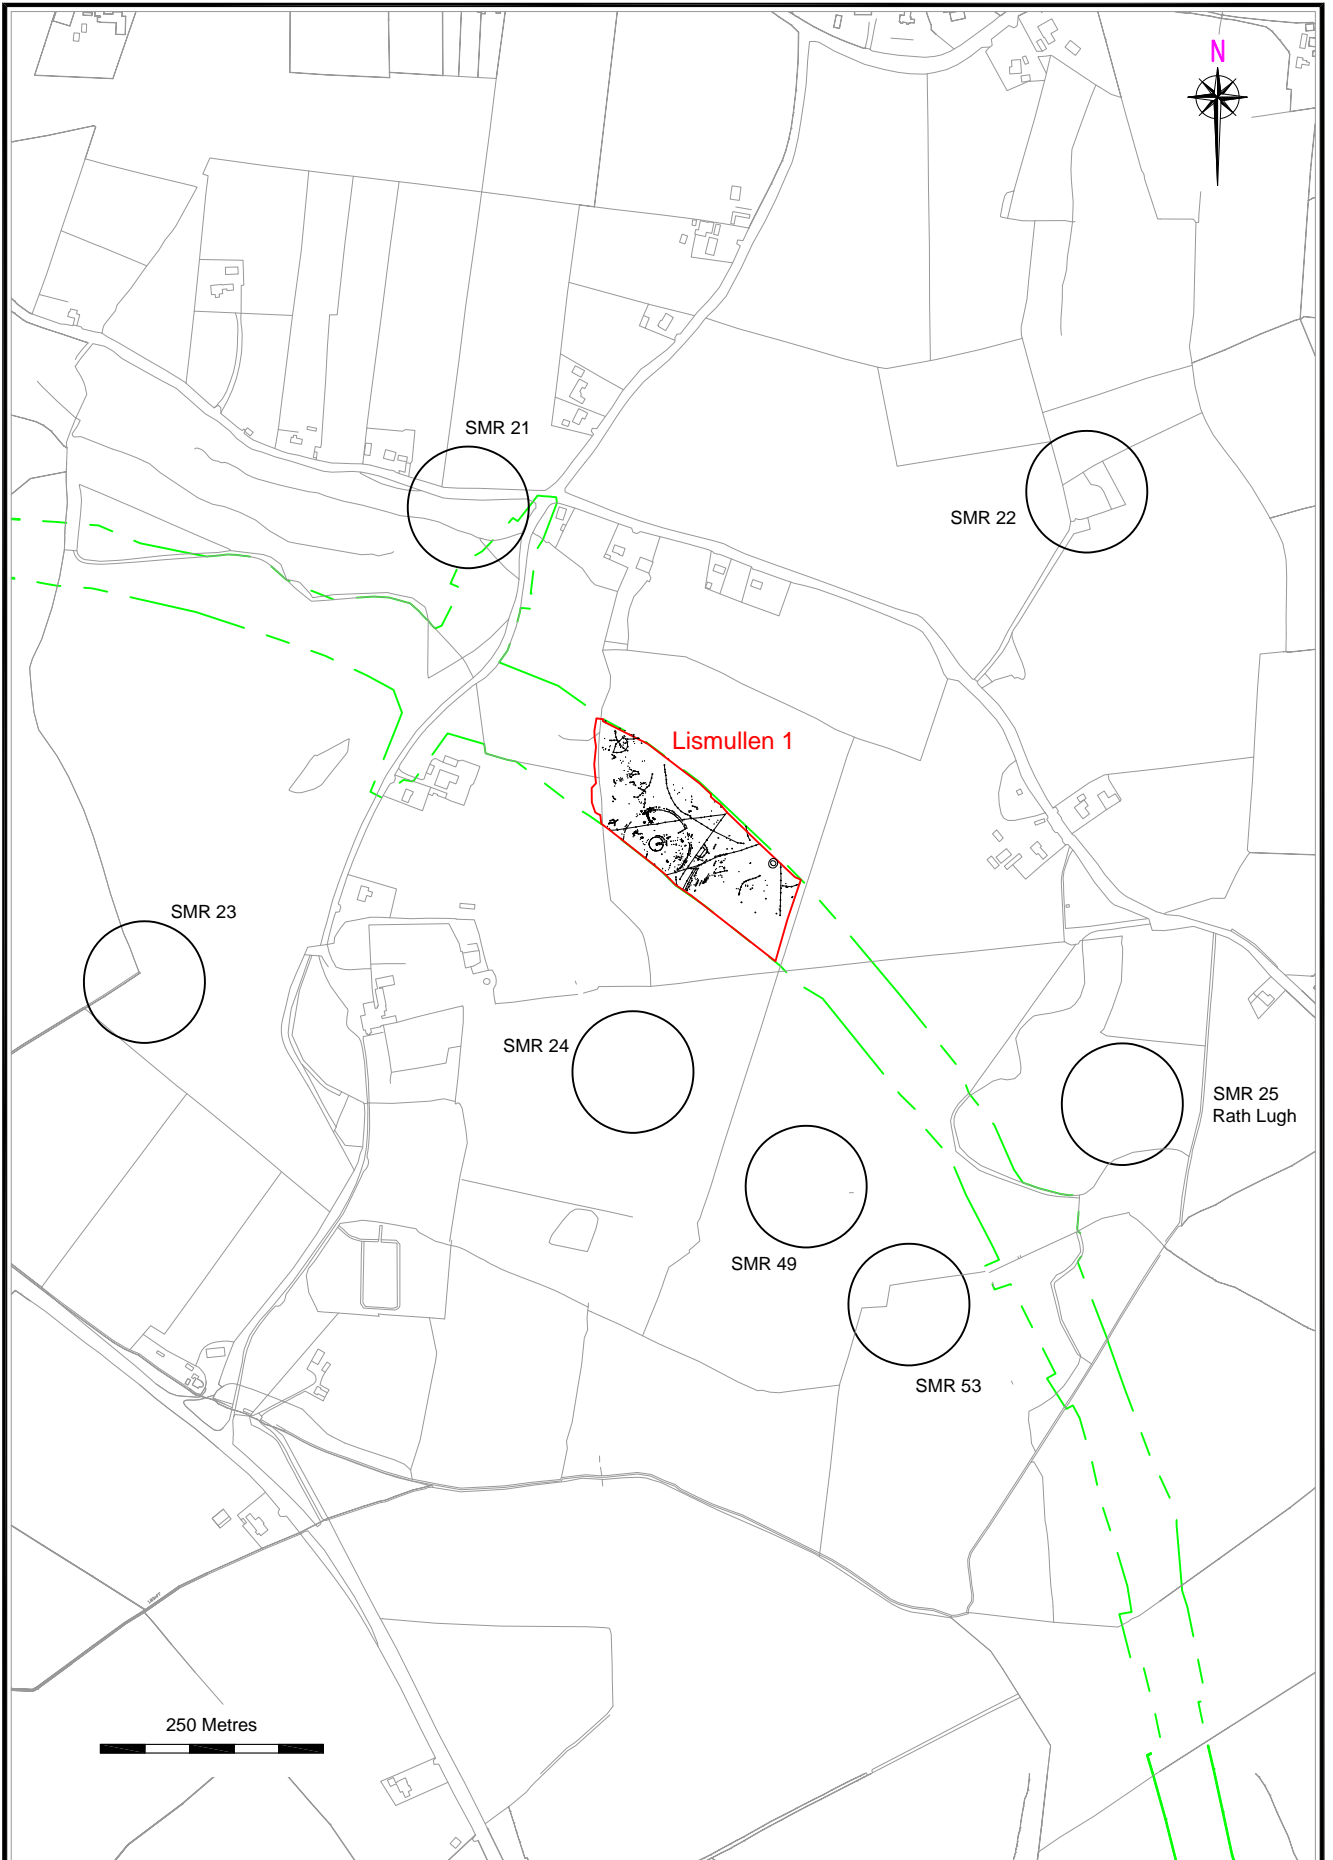 N
SMR 21
SMR 22
Lismullen 1
SMR 23
SMR 24
SMR 25
Rath Lugh
SMR 49
SMR 53
250 Metres